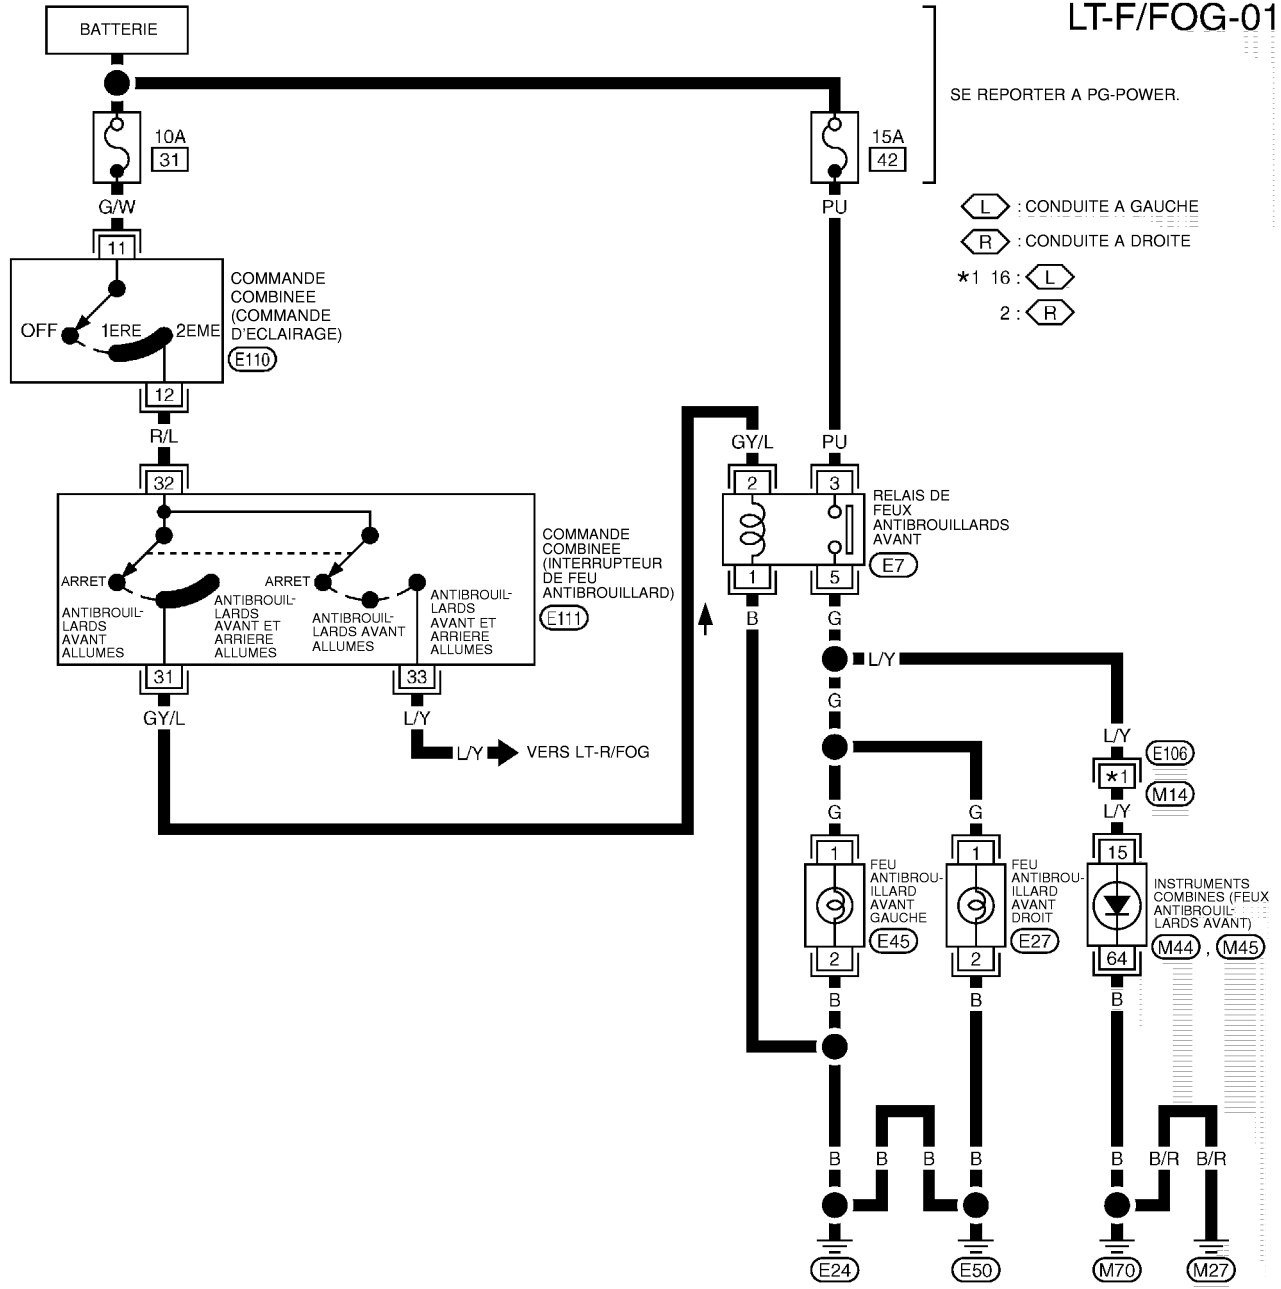 LT-F/FOG-01
BATTERIE
SE REPORTER A PG-POWER.
10A
31
15A
42
G/W
PU
L : CONDUITE A GAUCHE
R : CONDUITE A DROITE
*1 16 : L
2 : R
11
OFF
1ERE
2EME
COMMANDE
COMBINEE
(COMMANDE
D'ECLAIRAGE)
E110
12
R/L
32
GY/L
PU
2
3
RELAIS DE
FEUX
ANTIBROUILLARDS
AVANT
E7
1
5
B
G
ARRET
ANTIBROUIL-
LARDS
AVANT
ALLUMES
ANTIBROUIL-
LARDS
AVANT ET
ARRIERE
ALLUMES
ARRET
ANTIBROUIL-
LARDS AVANT
ALLUMES
ANTIBROUIL-
LARDS
AVANT ET
ARRIERE
ALLUMES
COMMANDE
COMBINEE
(INTERRUPTEUR
DE FEU
ANTIBROUILLARD)
E111
31
33
GY/L
L/Y
L/Y
VERS LT-R/FOG
L/Y
G
L/Y
E106
*1
M14
G
G
L/Y
1
1
15
FEU
ANTIBROU-
ILLARD
AVANT
GAUCHE
E45
FEU
ANTIBROU-
ILLARD
AVANT
DROIT
E27
INSTRUMENTS
COMBINES (FEUX
ANTIBROUIL-
LARDS AVANT)
M44 , M45
2
2
64
B
B
B
B
B
B
B
B
B/R
B/R
E24
E50
M70
M27